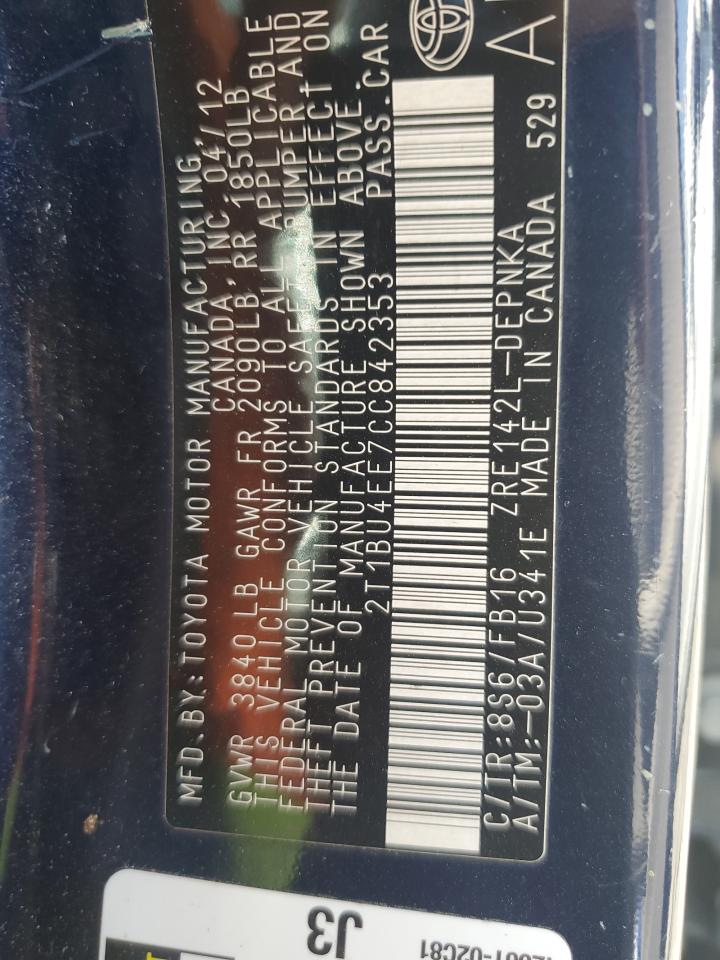 MFD. BY: TOYOTA MOTOR MANUFACTURING
CANADA, INC 04/12
GVWR 3840 LB GAWR FR 2090LB RR 1850LB
THIS VEHICLE CONFORMS TO ALL APPLICABLE
FEDERAL MOTOR VEHICLE SAFETY BUMPER AND
THEFT PREVENTION STANDARDS IN EFFECT ON
THE DATE OF MANUFACTURE SHOWN ABOVE.
2T1BU4EE7CC842353 PASS.CAR
C/TR:8S6/FB16 ZRE142L-DEPNKA
A/TM:-03A/U341E MADE IN CANADA 529
J3